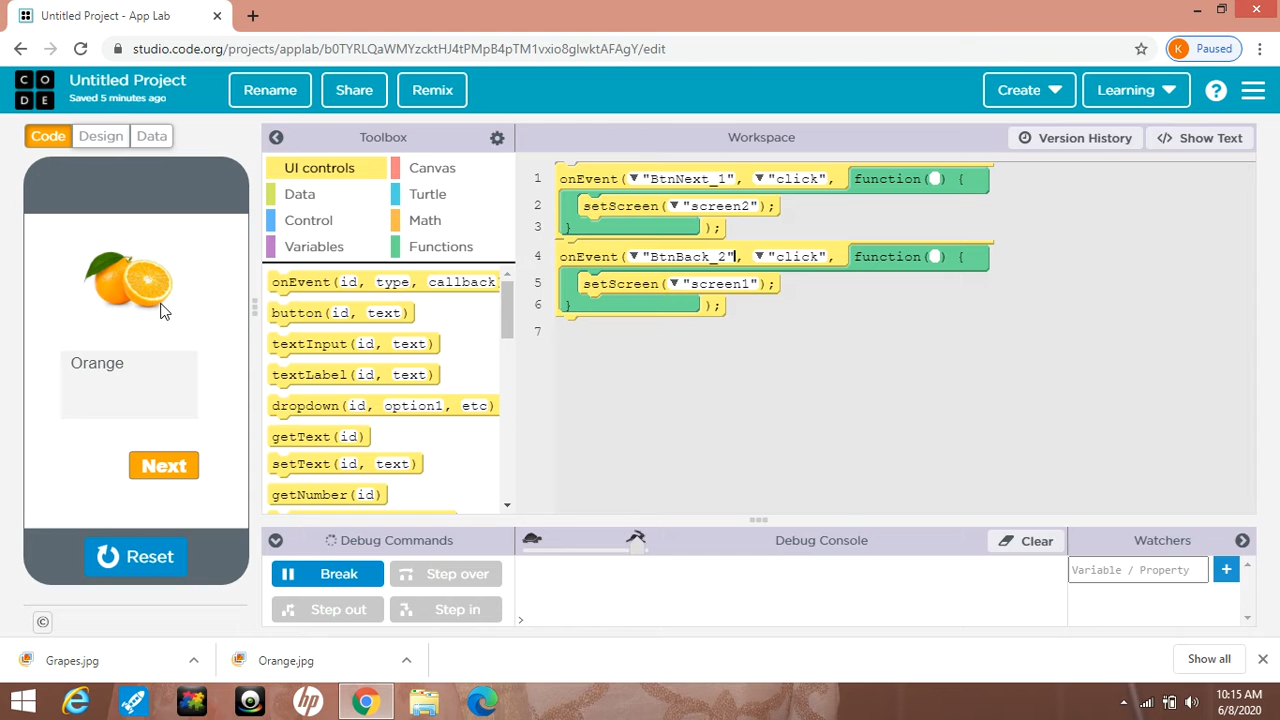 Untitled Project - App Lab
studio.code.org/projects/applab/b0TYRLQaWMYzcktHJ4tPMpB4pTM1vxio8glwktAFAgY/edit
K Paused
C O D E
Untitled Project
Saved 5 minutes ago
Rename Share Remix
Create Learning ?
Code Design Data
Toolbox
Workspace
Version History
</> Show Text
UI controls Canvas
Data Turtle
Control Math
Variables Functions
onEvent(id, type, callback
button(id, text)
textInput(id, text)
textLabel(id, text)
dropdown(id, option1, etc)
getText(id)
setText(id, text)
getNumber(id)
1 onEvent( "BtnNext_1", "click", function( ) {
2 setScreen( "screen2");
3 } );
4 onEvent( "BtnBack_2", "click", function( ) {
5 setScreen( "screen1");
6 } );
7
Orange
Next
Reset
©
Debug Commands
Debug Console
Clear
Watchers
Break Step over
Step out Step in
>
Variable / Property +
Grapes.jpg
Orange.jpg
Show all
hp
10:15 AM
6/8/2020